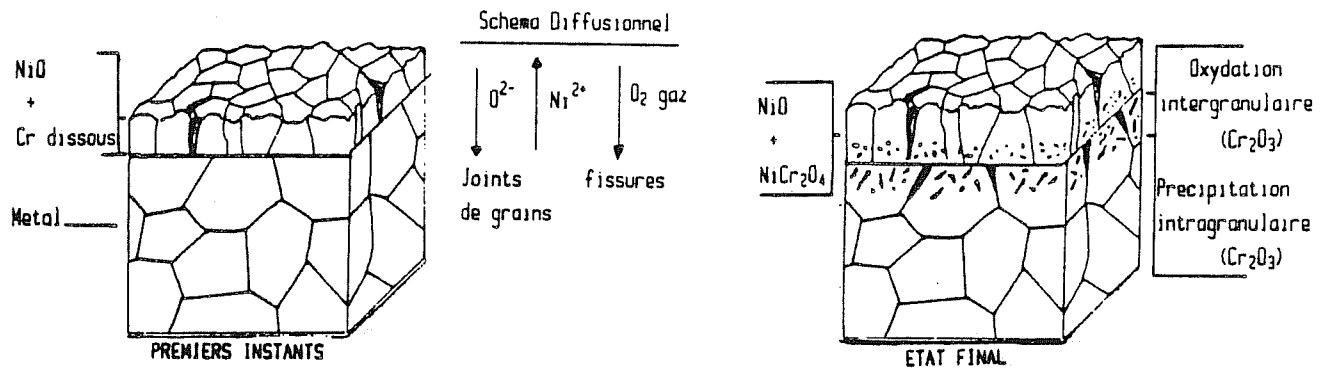 NiO
+
Cr dissous
Metal
PREMIERS INSTANTS
Schema Diffusionnel
O²⁻
Ni²⁺
O₂ gaz
Joints
de grains
fissures
NiO
+
NiCr₂O₄
ETAT FINAL
Oxydation
intergranulaire
(Cr₂O₃)
Precipitation
intragranulaire
(Cr₂O₃)